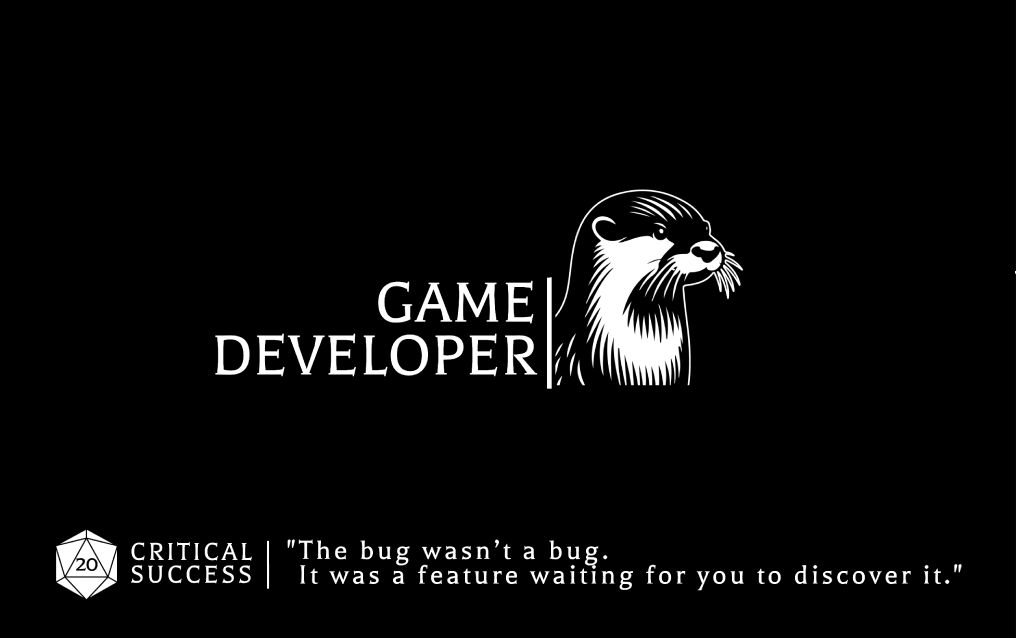 GAME
DEVELOPER
20
CRITICAL
SUCCESS
"The bug wasn’t a bug.
It was a feature waiting for you to discover it."